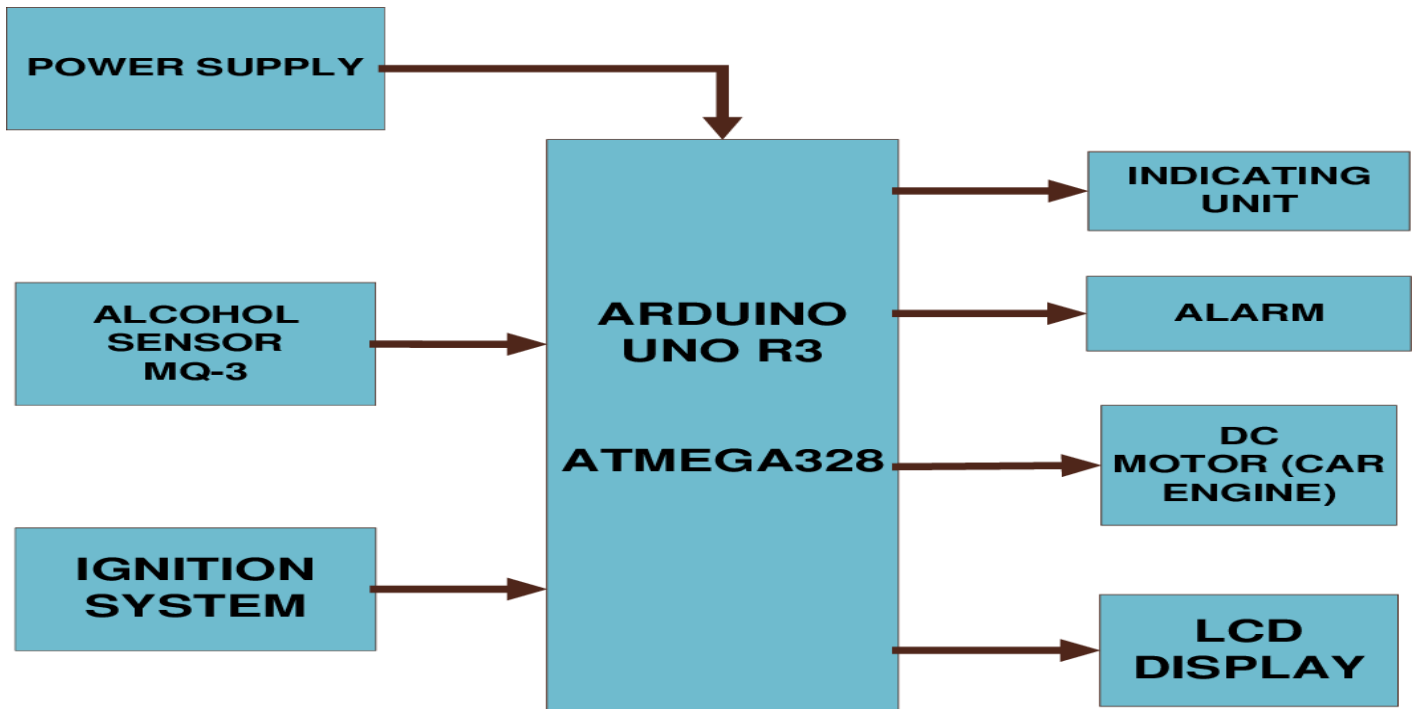 POWER SUPPLY
ALCOHOL
SENSOR
MQ-3
IGNITION
SYSTEM
ARDUINO
UNO R3
ATMEGA328
INDICATING
UNIT
ALARM
DC
MOTOR (CAR
ENGINE)
LCD
DISPLAY